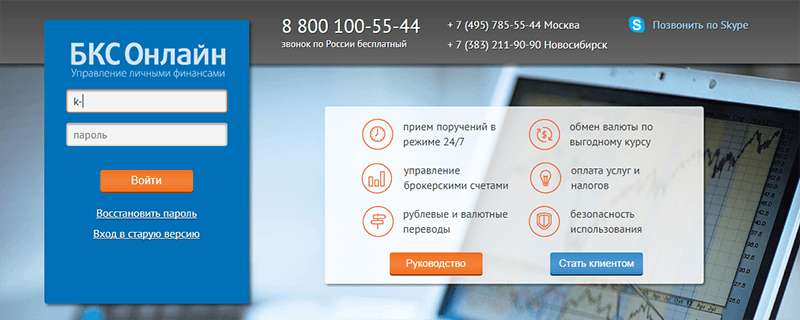 8 800 100-55-44
звонок по России бесплатный
+ 7 (495) 785-55-44 Москва
+ 7 (383) 211-90-90 Новосибирск
Позвонить по Skype
БКС Онлайн
Управление личными финансами
k-
пароль
Войти
Восстановить пароль
Вход в старую версию
прием поручений в
режиме 24/7
управление
брокерскими счетами
рублевые и валютные
переводы
обмен валюты по
выгодному курсу
оплата услуг и
налогов
безопасность
использования
Руководство
Стать клиентом